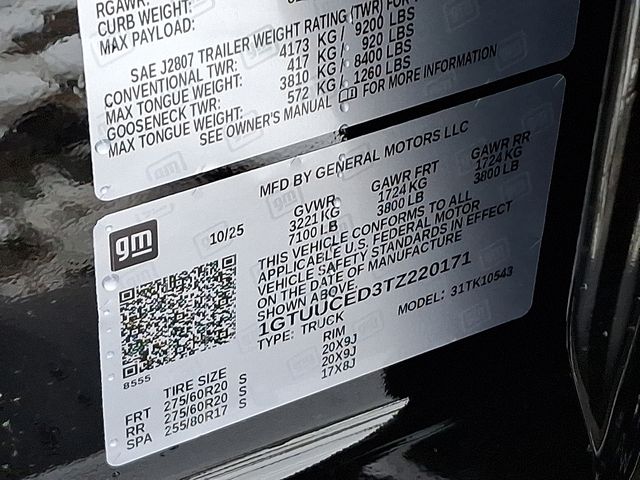 RGAWR:
CURB WEIGHT:
MAX PAYLOAD:
SAE J2807 TRAILER WEIGHT RATING (TWR) FOR
CONVENTIONAL TWR: 4173 KG / 9200 LBS
MAX TONGUE WEIGHT: 417 KG / 920 LBS
GOOSENECK TWR: 3810 KG / 8400 LBS
MAX TONGUE WEIGHT: 572 KG / 1260 LBS
SEE OWNER'S MANUAL FOR MORE INFORMATION
MFD BY GENERAL MOTORS LLC
gm 10/25 GVWR GAWR FRT GAWR RR
3221 KG 1724 KG 1724 KG
7100 LB 3800 LB 3800 LB
THIS VEHICLE CONFORMS TO ALL
APPLICABLE U.S. FEDERAL MOTOR
VEHICLE SAFETY STANDARDS IN EFFECT
ON THE DATE OF MANUFACTURE
SHOWN ABOVE.
1GTUUCED3TZ220171
TYPE: TRUCK MODEL: 31TK10543
8555
TIRE SIZE RIM
FRT 275/60R20 S 20X9J
RR 275/60R20 S 20X9J
SPA 255/80R17 S 17X8J